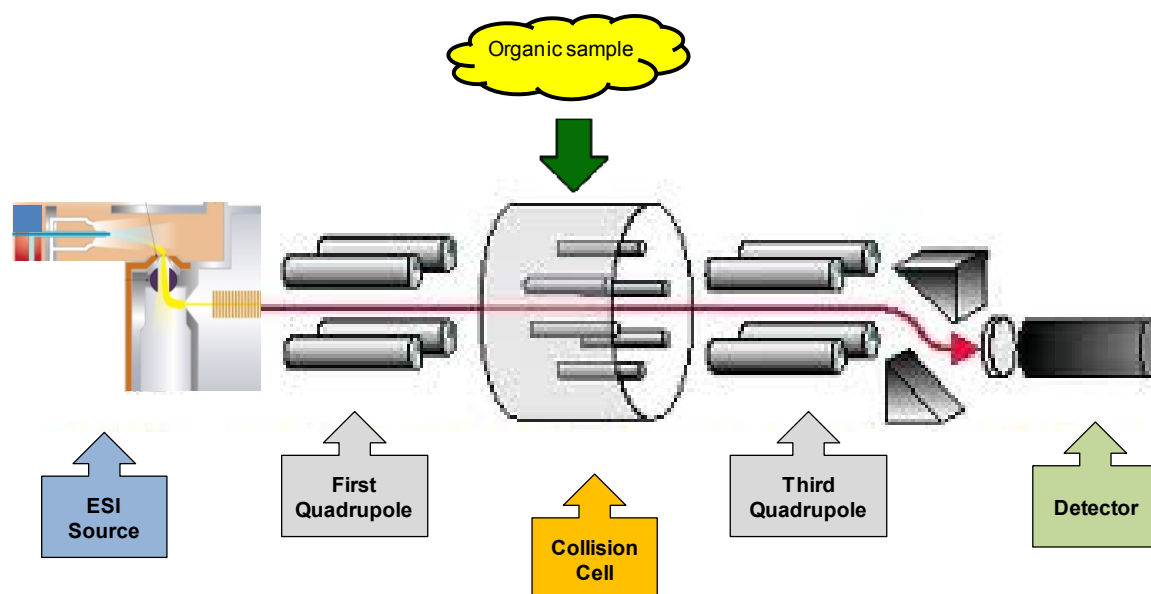 Organic sample
ESI
Source
First
Quadrupole
Collision
Cell
Third
Quadrupole
Detector